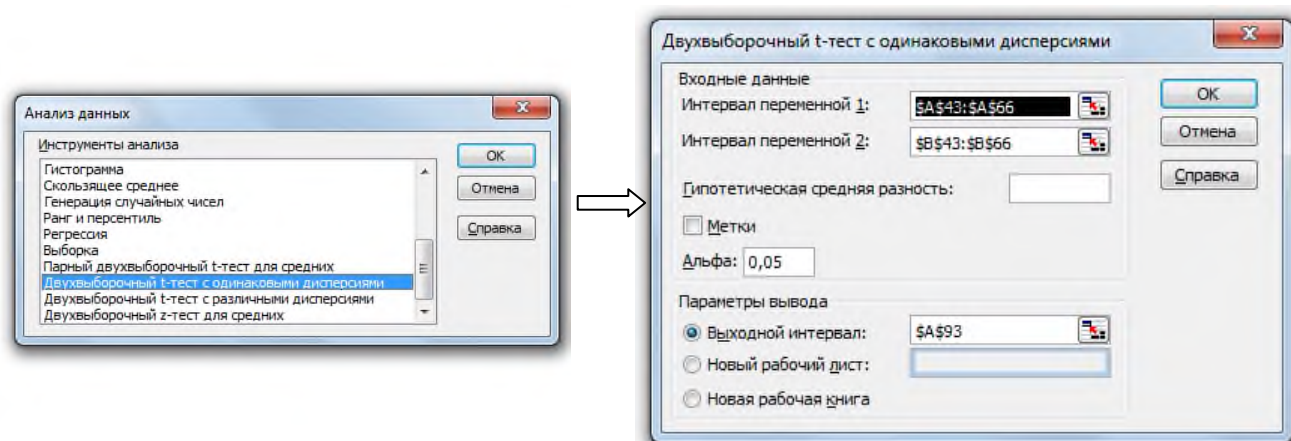 Анализ данных
Инструменты анализа
Гистограмма
Скользящее среднее
Генерация случайных чисел
Ранг и персентиль
Регрессия
Выборка
Парный двухвыборочный t-тест для средних
Двухвыборочный t-тест с одинаковыми дисперсиями
Двухвыборочный t-тест с различными дисперсиями
Двухвыборочный z-тест для средних
ОК
Отмена
Справка
Двухвыборочный t-тест с одинаковыми дисперсиями
Входные данные
Интервал переменной 1: $A$43:$A$66
Интервал переменной 2: $B$43:$B$66
Гипотетическая средняя разность:
Метки
Альфа: 0,05
Параметры вывода
Выходной интервал: $A$93
Новый рабочий лист:
Новая рабочая книга
ОК
Отмена
Справка